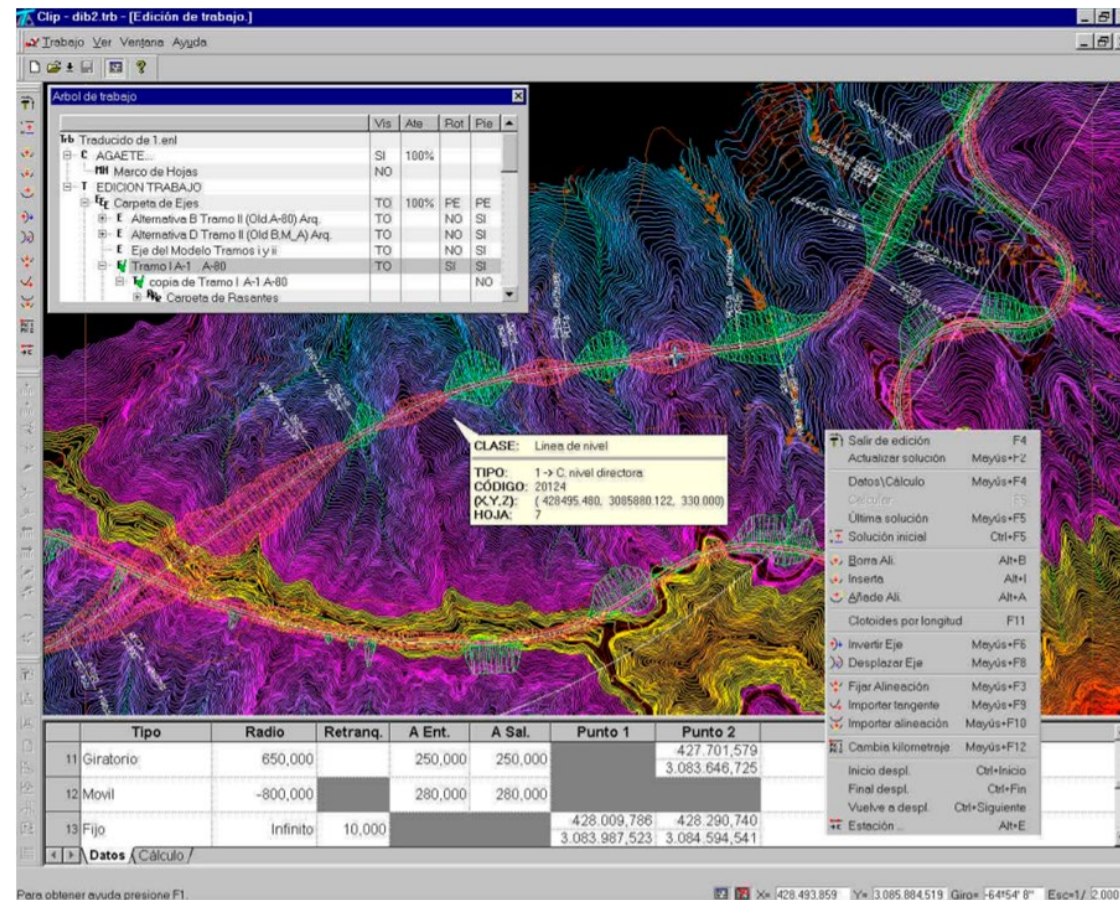 Clip - dib2.trb - [Edición de trabajo.]
Trabajo Ver Ventana Ayuda
Arbol de trabajo
Vis Ate Rot Pie
Trb Traducido de 1.enl
C AGAETE... SI 100%
MH Marco de Hojas NO
T EDICION TRABAJO
Carpeta de Ejes TO 100% PE PE
E Alternativa B Tramo II (Old.A-80) Arq. TO NO SI
E Alternativa D Tramo II (Old B.M_A) Arq. TO NO SI
E Eje del Modelo Tramos i y ii TO NO SI
Tramo I A-1 A-80 TO SI SI
copia de Tramo I A-1 A-80 NO
Carpeta de Rasantes
CLASE: Linea de nivel
TIPO: 1 -> C. nivel directora
CÓDIGO: 20124
(X,Y,Z): ( 428495.480, 3085880.122, 330.000)
HOJA: 7
Salir de edición F4
Actualizar solución Mayús+F2
Datos\Cálculo Mayús+F4
Calcular F5
Última solución Mayús+F5
Solución inicial Ctrl+F5
Borra Ali. Alt+B
Inserta Alt+I
Añade Ali. Alt+A
Clotoides por longitud F11
Invertir Eje Mayús+F6
Desplazar Eje Mayús+F8
Fijar Alineación Mayús+F3
Importar tangente Mayús+F9
Importar alineación Mayús+F10
Cambia kilometraje Mayús+F12
Inicio despl. Ctrl+Inicio
Final despl. Ctrl+Fin
Vuelve a despl. Ctrl+Siguiente
Estación .. Alt+E
Tipo Radio Retranq. A Ent. A Sal. Punto 1 Punto 2
11 Giratorio 650,000 250,000 250,000 427.701,579
3.083.646,725
12 Movil -800,000 280,000 280,000
13 Fijo Infinito 10,000 428.009,786 428.290,740
3.083.987,523 3.084.594,541
Datos Cálculo
Para obtener ayuda presione F1. X= 428.493.859 Y= 3.085.884.519 Giro= -64º54' 8" Esc=1/ 2.000